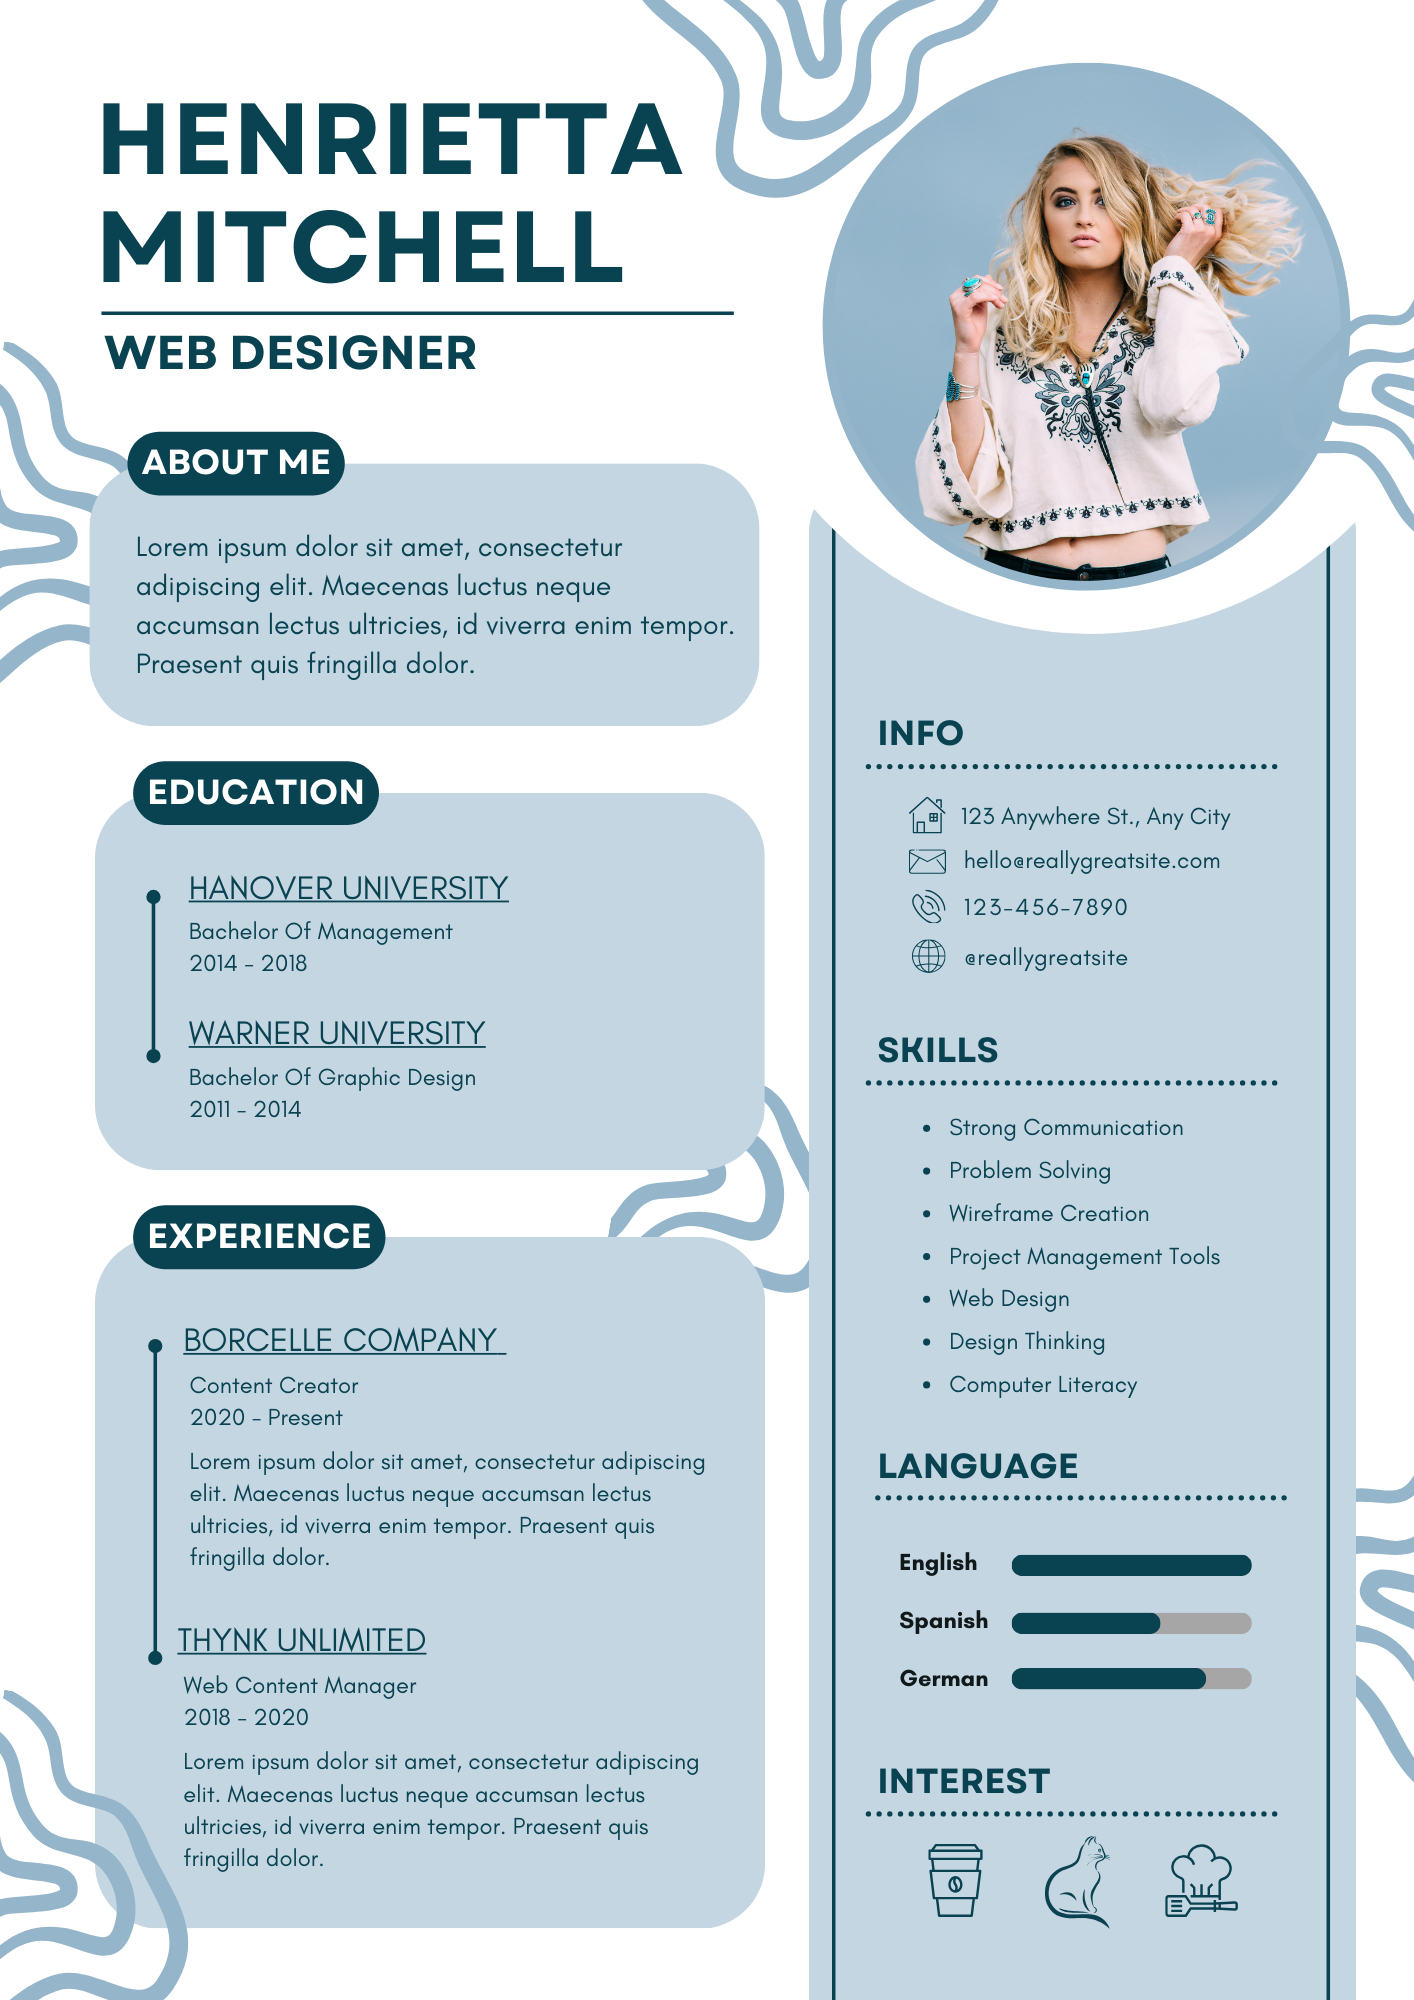 HENRIETTA
MITCHELL
WEB DESIGNER
ABOUT ME
Lorem ipsum dolor sit amet, consectetur
adipiscing elit. Maecenas luctus neque
accumsan lectus ultricies, id viverra enim tempor.
Praesent quis fringilla dolor.
EDUCATION
HANOVER UNIVERSITY
Bachelor Of Management
2014 - 2018
WARNER UNIVERSITY
Bachelor Of Graphic Design
2011 - 2014
EXPERIENCE
BORCELLE COMPANY
Content Creator
2020 - Present
Lorem ipsum dolor sit amet, consectetur adipiscing
elit. Maecenas luctus neque accumsan lectus
ultricies, id viverra enim tempor. Praesent quis
fringilla dolor.
THYNK UNLIMITED
Web Content Manager
2018 - 2020
Lorem ipsum dolor sit amet, consectetur adipiscing
elit. Maecenas luctus neque accumsan lectus
ultricies, id viverra enim tempor. Praesent quis
fringilla dolor.
INFO
123 Anywhere St., Any City
hello@reallygreatsite.com
123-456-7890
@reallygreatsite
SKILLS
• Strong Communication
• Problem Solving
• Wireframe Creation
• Project Management Tools
• Web Design
• Design Thinking
• Computer Literacy
LANGUAGE
English
Spanish
German
INTEREST